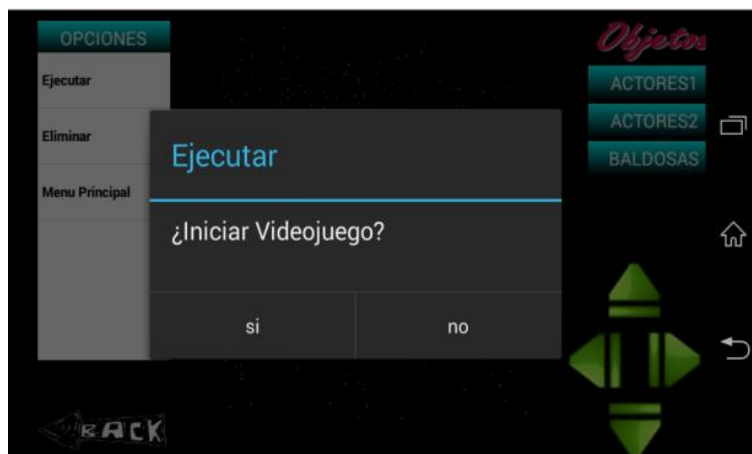 OPCIONES
Ejecutar
Eliminar
Menu Principal
Objetos
ACTORES1
ACTORES2
BALDOSAS
Ejecutar
¿Iniciar Videojuego?
si
no
BACK